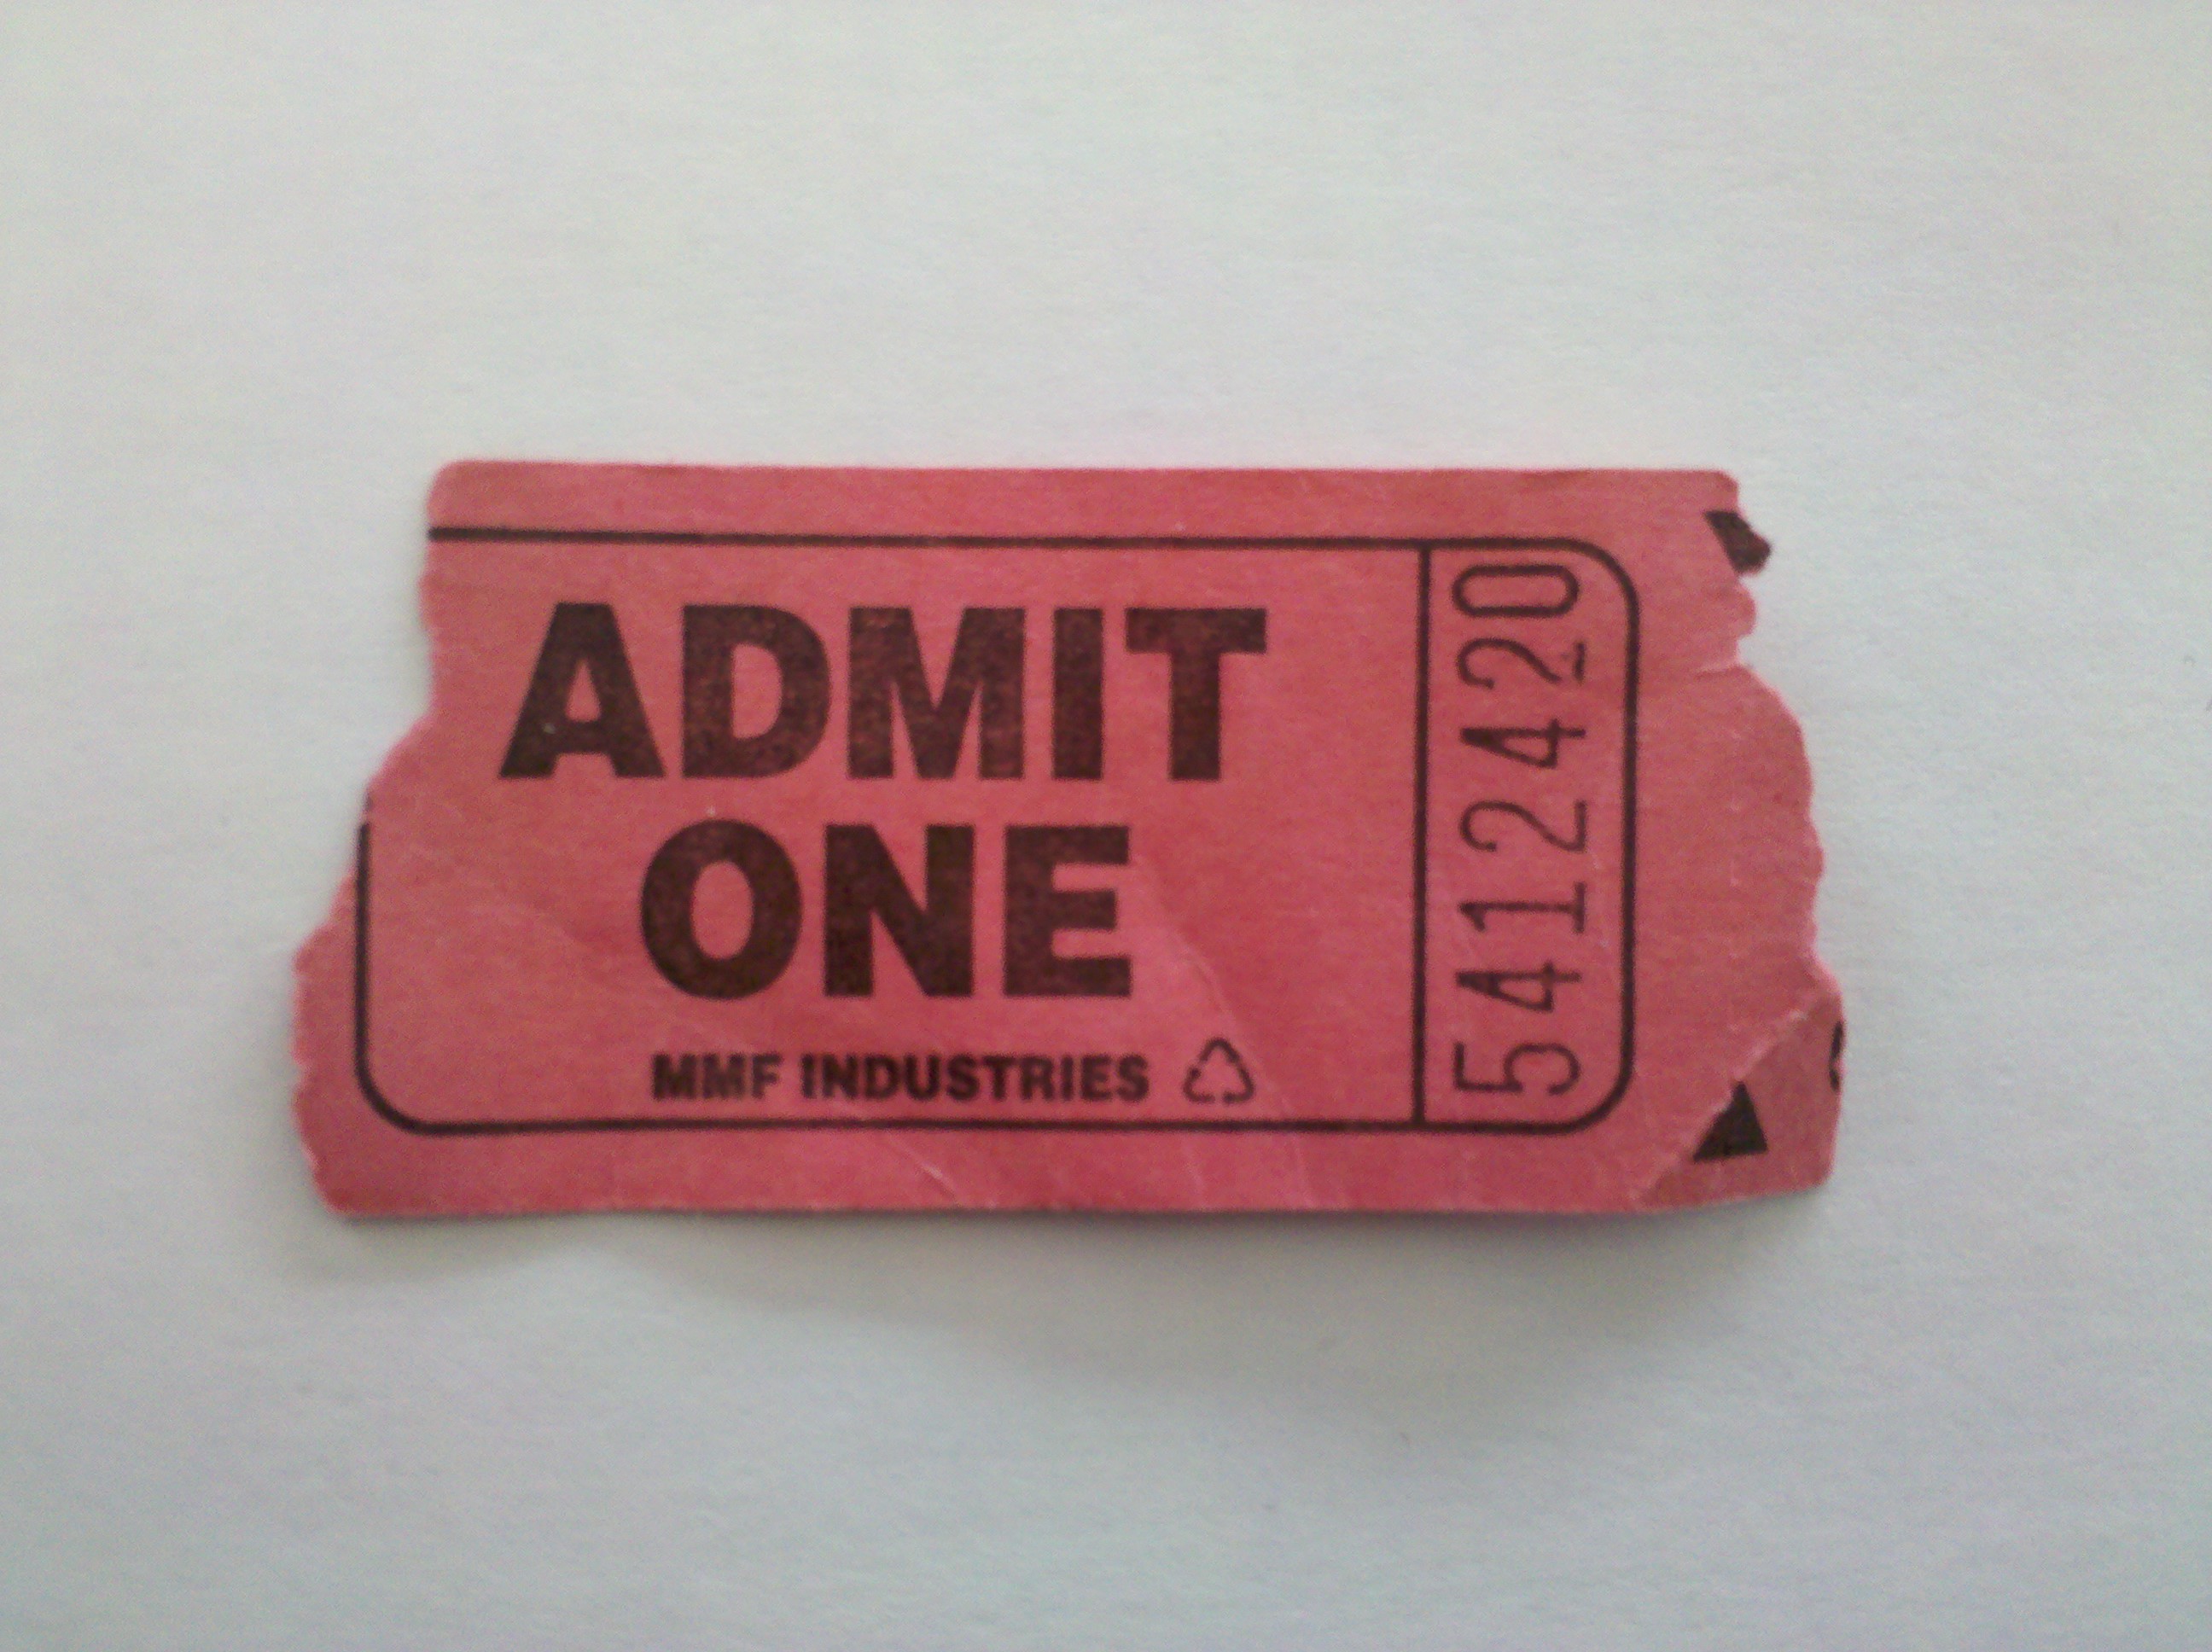 ADMIT
ONE
MMF INDUSTRIES
5412420